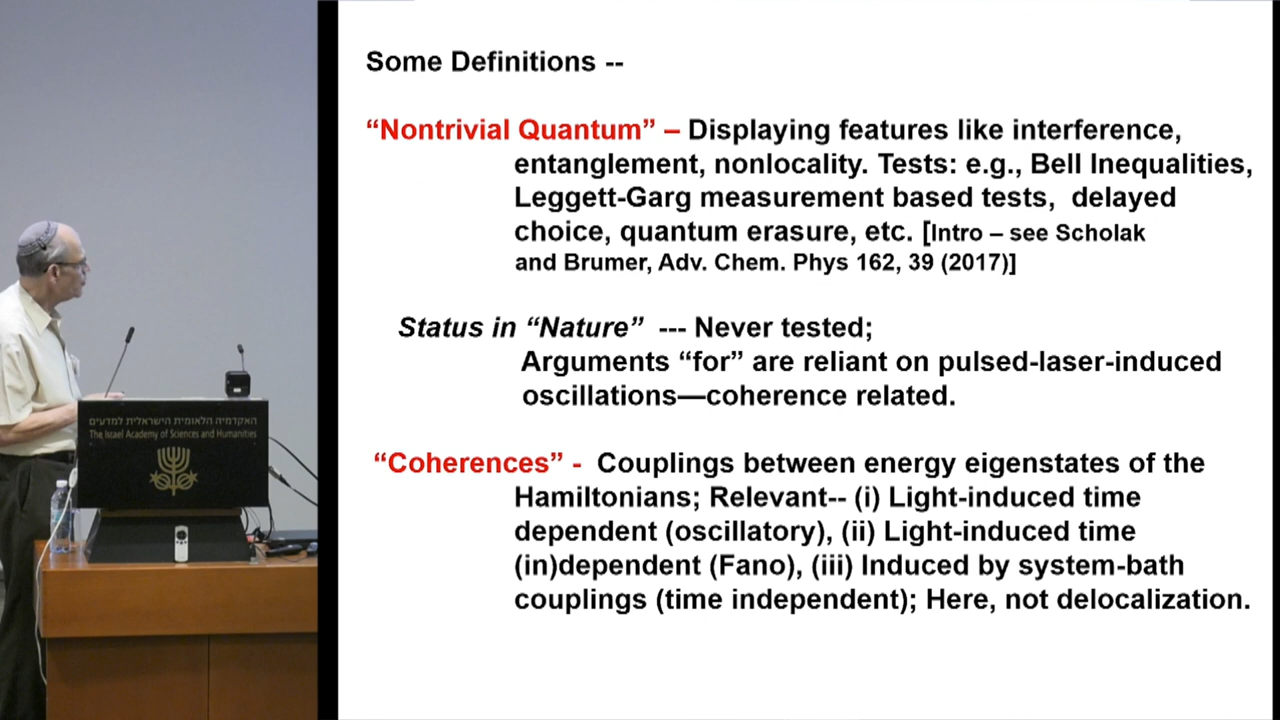 Some Definitions --
“Nontrivial Quantum” – Displaying features like interference,
entanglement, nonlocality. Tests: e.g., Bell Inequalities,
Leggett-Garg measurement based tests, delayed
choice, quantum erasure, etc. [Intro – see Scholak
and Brumer, Adv. Chem. Phys 162, 39 (2017)]
Status in “Nature” --- Never tested;
Arguments “for” are reliant on pulsed-laser-induced
oscillations—coherence related.
“Coherences” - Couplings between energy eigenstates of the
Hamiltonians; Relevant-- (i) Light-induced time
dependent (oscillatory), (ii) Light-induced time
(in)dependent (Fano), (iii) Induced by system-bath
couplings (time independent); Here, not delocalization.
האקדמיה הלאומית הישראלית למדעים
The Israel Academy of Sciences and Humanities